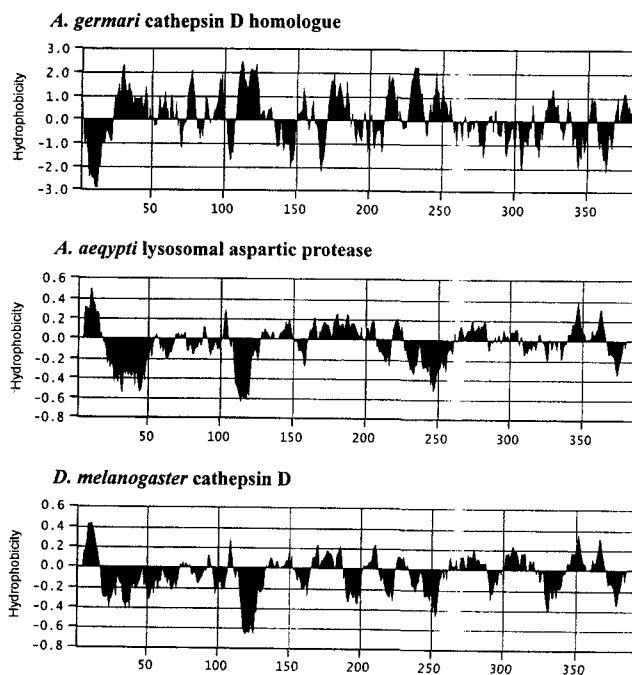 A. germari cathepsin D homologue
Hydrophobicity
3.0
2.0
1.0
0.0
-1.0
-2.0
-3.0
50 100 150 200 250 300 350
A. aeqypti lysosomal aspartic protease
Hydrophobicity
0.6
0.4
0.2
0.0
-0.2
-0.4
-0.6
-0.8
50 100 150 200 250 300 350
D. melanogaster cathepsin D
Hydrophobicity
0.6
0.4
0.2
0.0
-0.2
-0.4
-0.6
-0.8
50 100 150 200 250 300 350